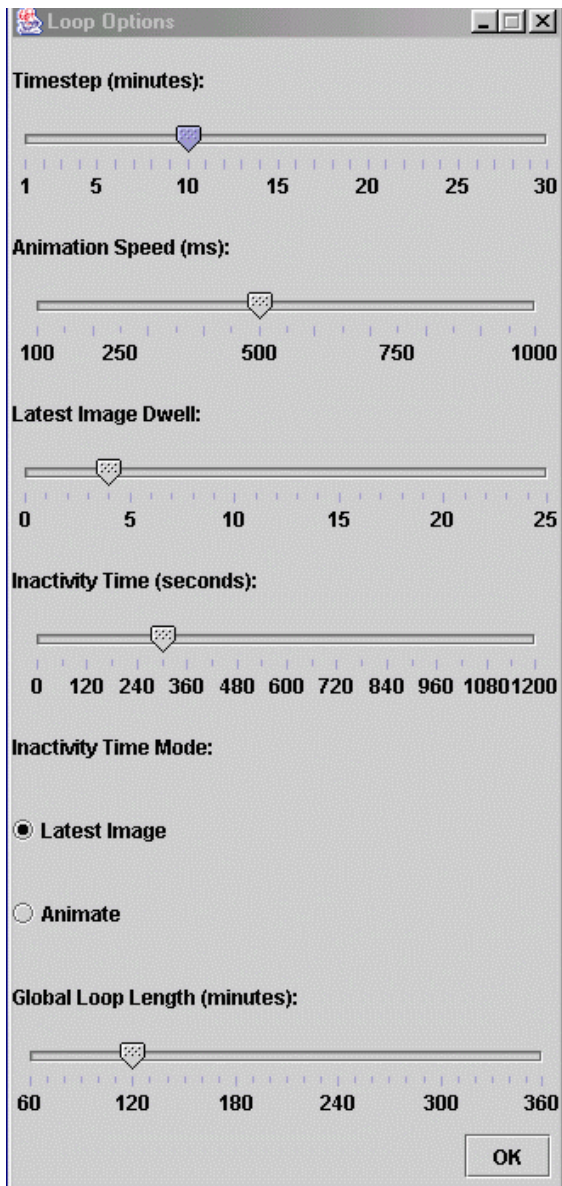 Loop Options
Timestep (minutes):
1 5 10 15 20 25 30
Animation Speed (ms):
100 250 500 750 1000
Latest Image Dwell:
0 5 10 15 20 25
Inactivity Time (seconds):
0 120 240 360 480 600 720 840 960 1080 1200
Inactivity Time Mode:
Latest Image
Animate
Global Loop Length (minutes):
60 120 180 240 300 360
OK